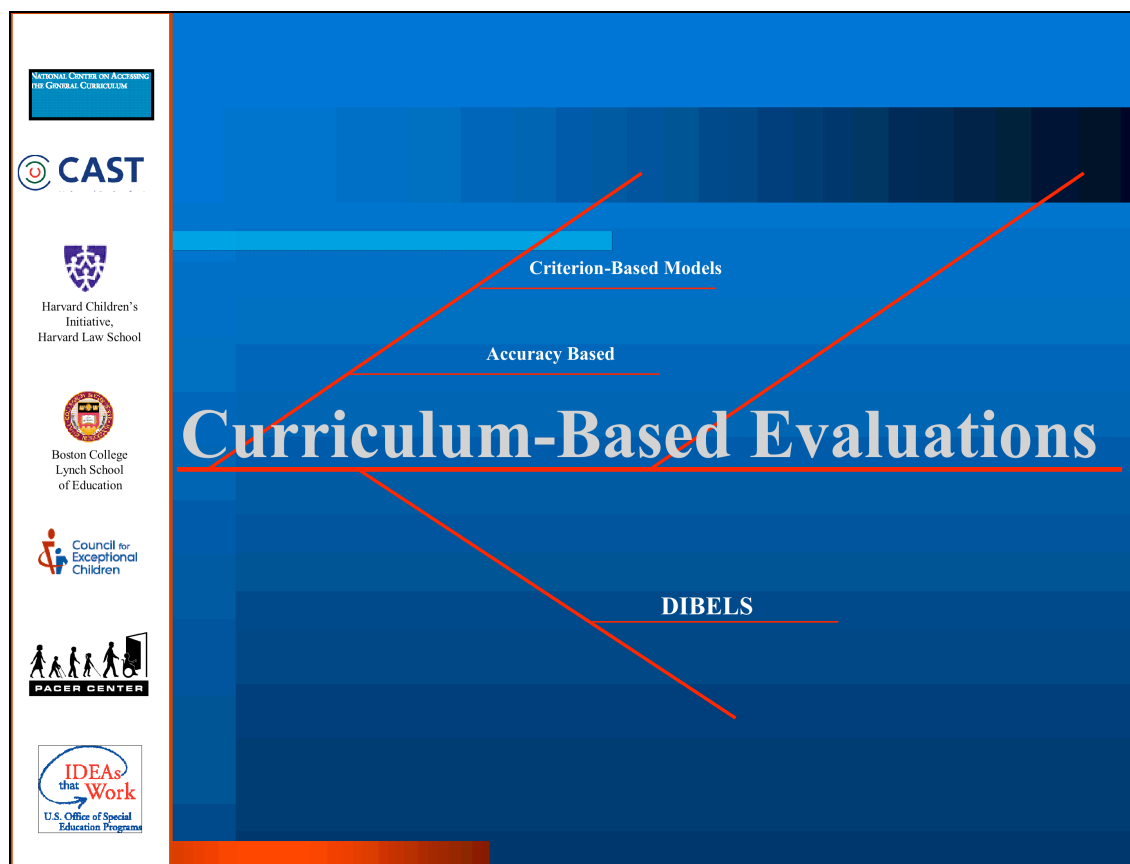 NATIONAL CENTER ON ACCESSING
THE GENERAL CURRICULUM
CAST
Harvard Children’s
Initiative,
Harvard Law School
Boston College
Lynch School
of Education
Council for
Exceptional
Children
PACER CENTER
IDEAs
that Work
U.S. Office of Special
Education Programs
Criterion-Based Models
Accuracy Based
Curriculum-Based Evaluations
DIBELS